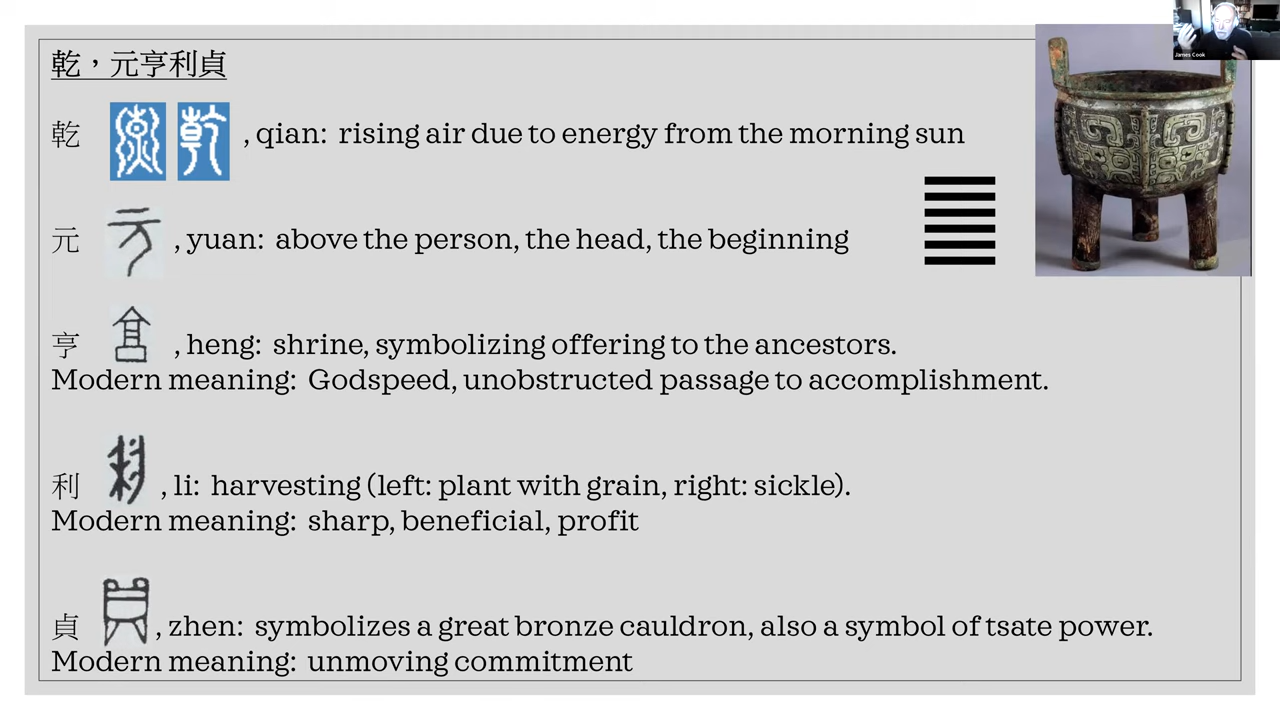 乾，元亨利貞
乾 , qian: rising air due to energy from the morning sun
元 , yuan: above the person, the head, the beginning
亨 , heng: shrine, symbolizing offering to the ancestors.
Modern meaning: Godspeed, unobstructed passage to accomplishment.
利 , li: harvesting (left: plant with grain, right: sickle).
Modern meaning: sharp, beneficial, profit
貞 , zhen: symbolizes a great bronze cauldron, also a symbol of tsate power.
Modern meaning: unmoving commitment
James Cook